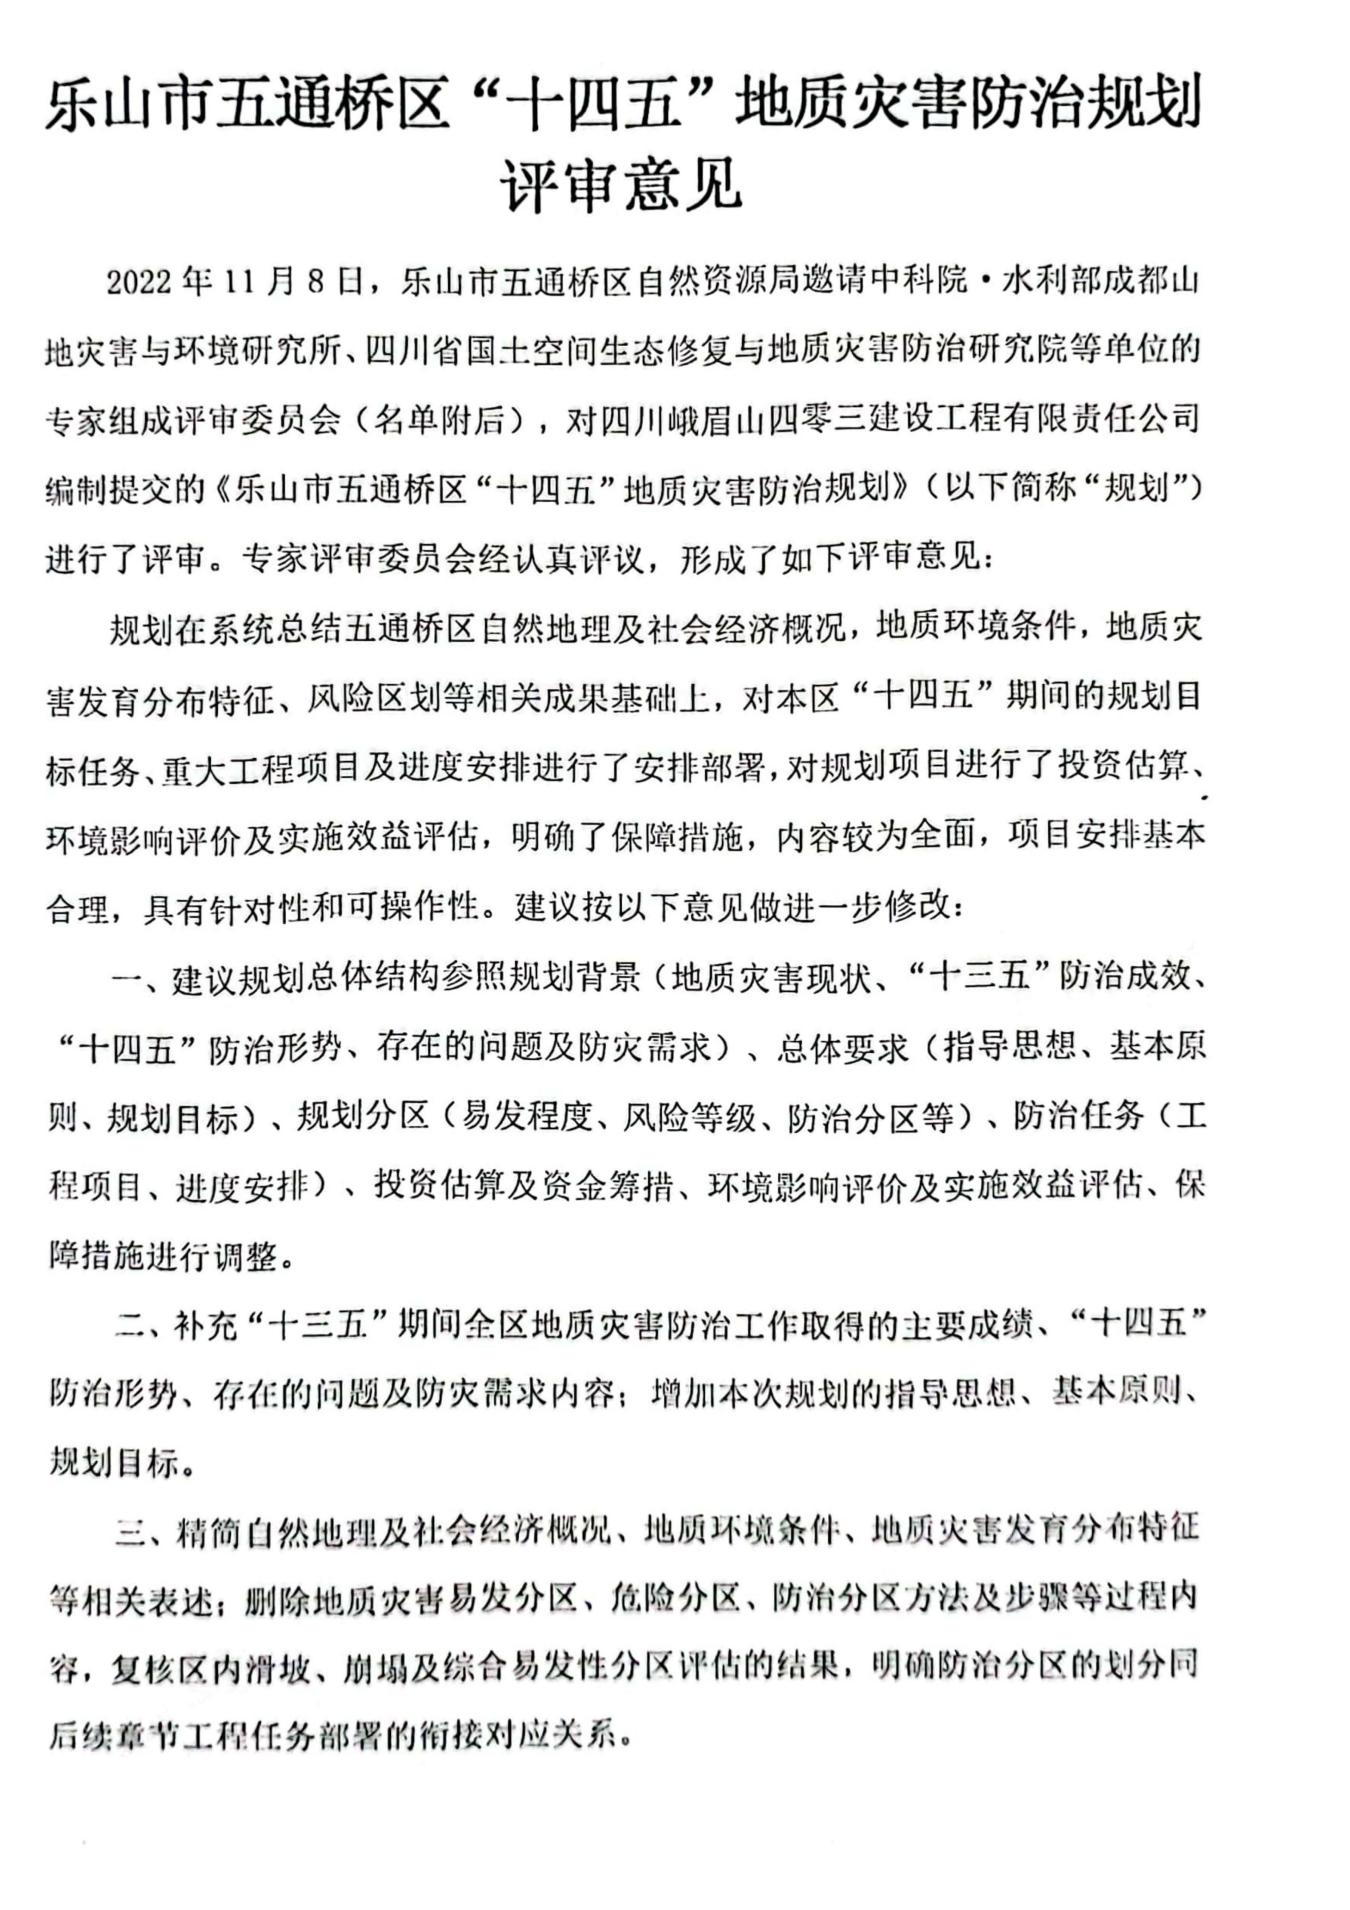 乐山市五通桥区“十四五”地质灾害防治规划
评审意见
2022 年 11 月 8 日，乐山市五通桥区自然资源局邀请中科院·水利部成都山
地灾害与环境研究所、四川省国土空间生态修复与地质灾害防治研究院等单位的
专家组成评审委员会（名单附后），对四川峨眉山四零三建设工程有限责任公司
编制提交的《乐山市五通桥区“十四五”地质灾害防治规划》（以下简称“规划”）
进行了评审。专家评审委员会经认真评议，形成了如下评审意见：
规划在系统总结五通桥区自然地理及社会经济概况，地质环境条件，地质灾
害发育分布特征、风险区划等相关成果基础上，对本区“十四五”期间的规划目
标任务、重大工程项目及进度安排进行了安排部署，对规划项目进行了投资估算、
环境影响评价及实施效益评估，明确了保障措施，内容较为全面，项目安排基本
合理，具有针对性和可操作性。建议按以下意见做进一步修改：
一、建议规划总体结构参照规划背景（地质灾害现状、“十三五”防治成效、
“十四五”防治形势、存在的问题及防灾需求）、总体要求（指导思想、基本原
则、规划目标）、规划分区（易发程度、风险等级、防治分区等）、防治任务（工
程项目、进度安排）、投资估算及资金筹措、环境影响评价及实施效益评估、保
障措施进行调整。
二、补充“十三五”期间全区地质灾害防治工作取得的主要成绩、“十四五”
防治形势、存在的问题及防灾需求内容；增加本次规划的指导思想、基本原则、
规划目标。
三、精简自然地理及社会经济概况、地质环境条件、地质灾害发育分布特征
等相关表述；删除地质灾害易发分区、危险分区、防治分区方法及步骤等过程内
容，复核区内滑坡、崩塌及综合易发性分区评估的结果，明确防治分区的划分同
后续章节工程任务部署的衔接对应关系。